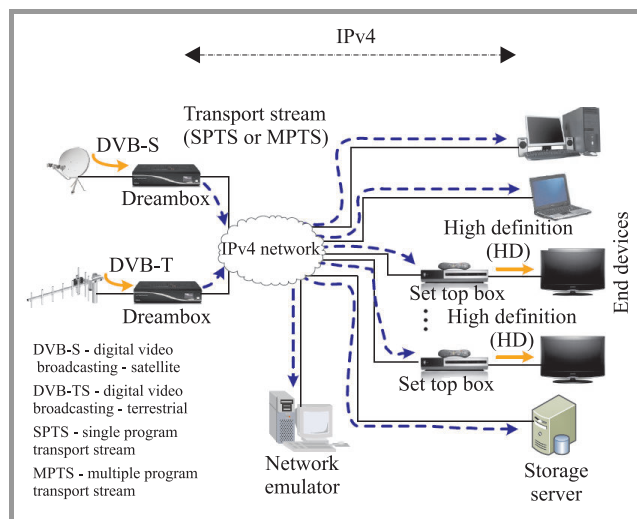 IPv4
Transport stream
(SPTS or MPTS)
DVB-S
Dreambox
IPv4 network
DVB-T
Dreambox
High definition
(HD)
Set top box
High definition
(HD)
Set top box
End devices
DVB-S - digital video
broadcasting - satellite
DVB-TS - digital video
broadcasting - terrestrial
SPTS - single program
transport stream
MPTS - multiple program
transport stream
Network
emulator
Storage
server